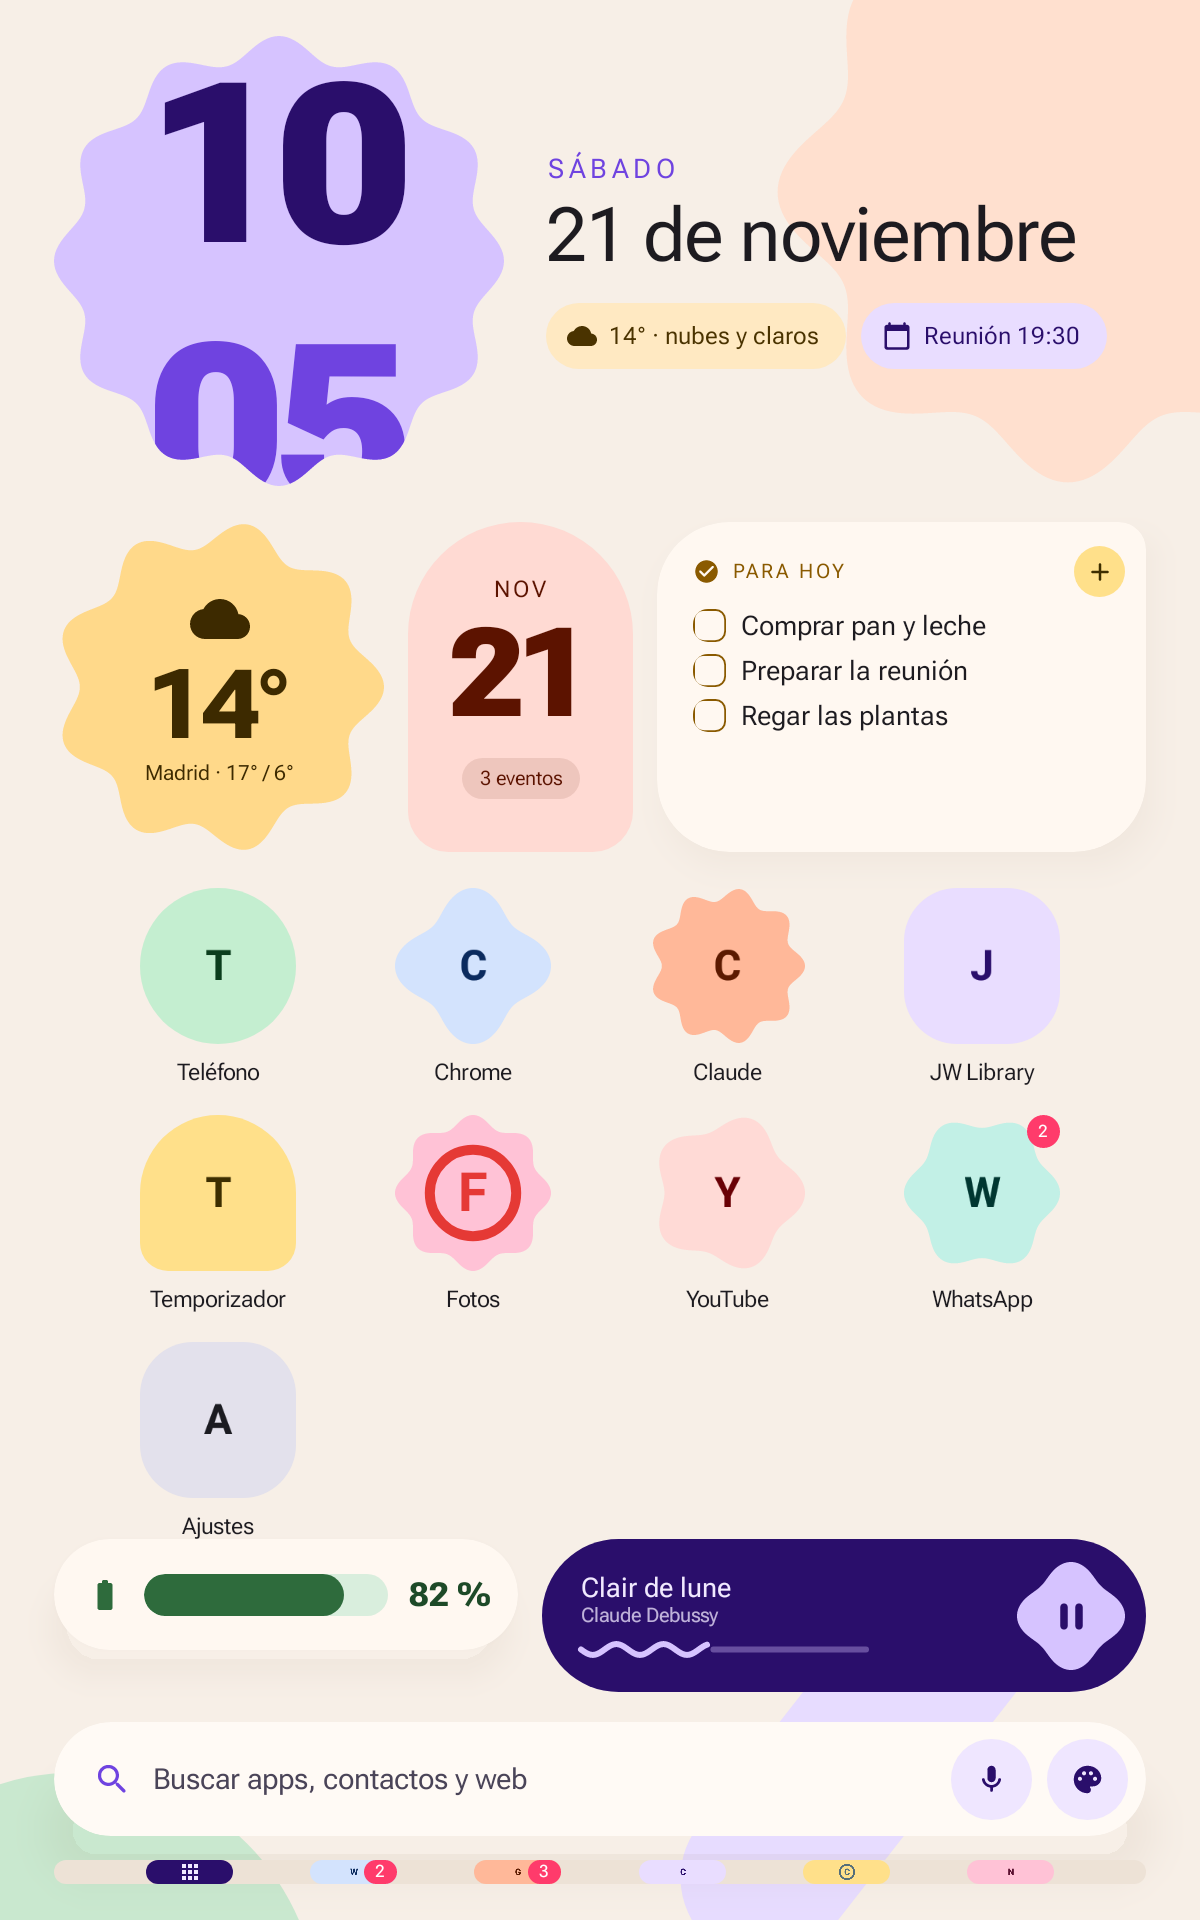 10
05
SÁBADO
21 de noviembre
14° · nubes y claros
Reunión 19:30
14°
Madrid · 17° / 6°
NOV
21
3 eventos
PARA HOY
Comprar pan y leche
Preparar la reunión
Regar las plantas
T
C
C
J
Teléfono
Chrome
Claude
JW Library
T
F
Y
W
2
Temporizador
Fotos
YouTube
WhatsApp
A
Ajustes
82 %
Clair de lune
Claude Debussy
Buscar apps, contactos y web
W
2
G
3
C
C
N